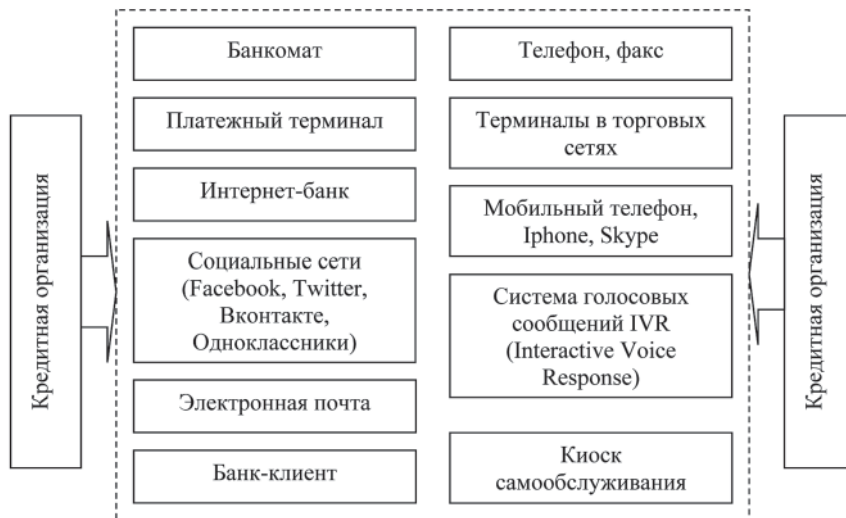 Кредитная организация
Банкомат
Платежный терминал
Интернет-банк
Социальные сети
(Facebook, Twitter,
Вконтакте,
Одноклассники)
Электронная почта
Банк-клиент
Телефон, факс
Терминалы в торговых
сетях
Мобильный телефон,
Iphone, Skype
Система голосовых
сообщений IVR
(Interactive Voice
Response)
Киоск
самообслуживания
Кредитная организация